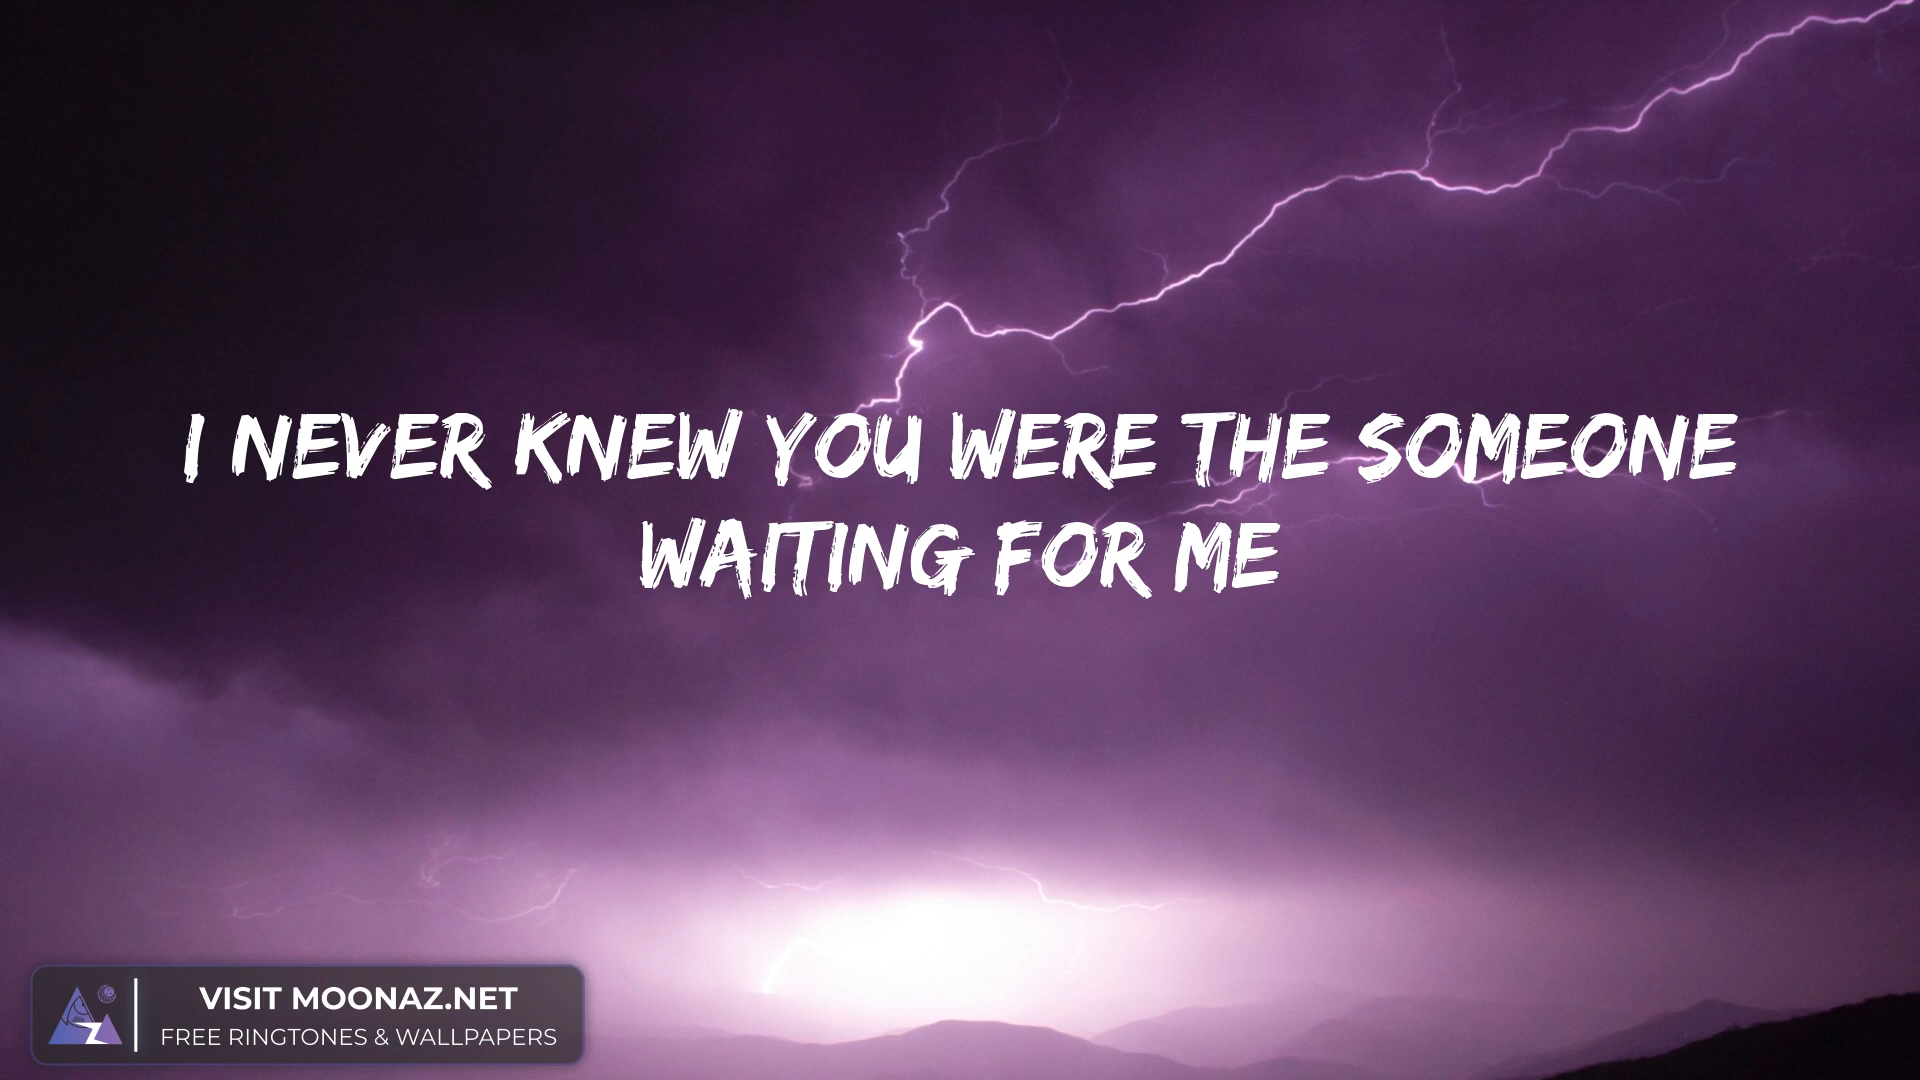 I NEVER KNEW YOU WERE THE SOMEONE
WAITING FOR ME
VISIT MOONAZ.NET
FREE RINGTONES & WALLPAPERS